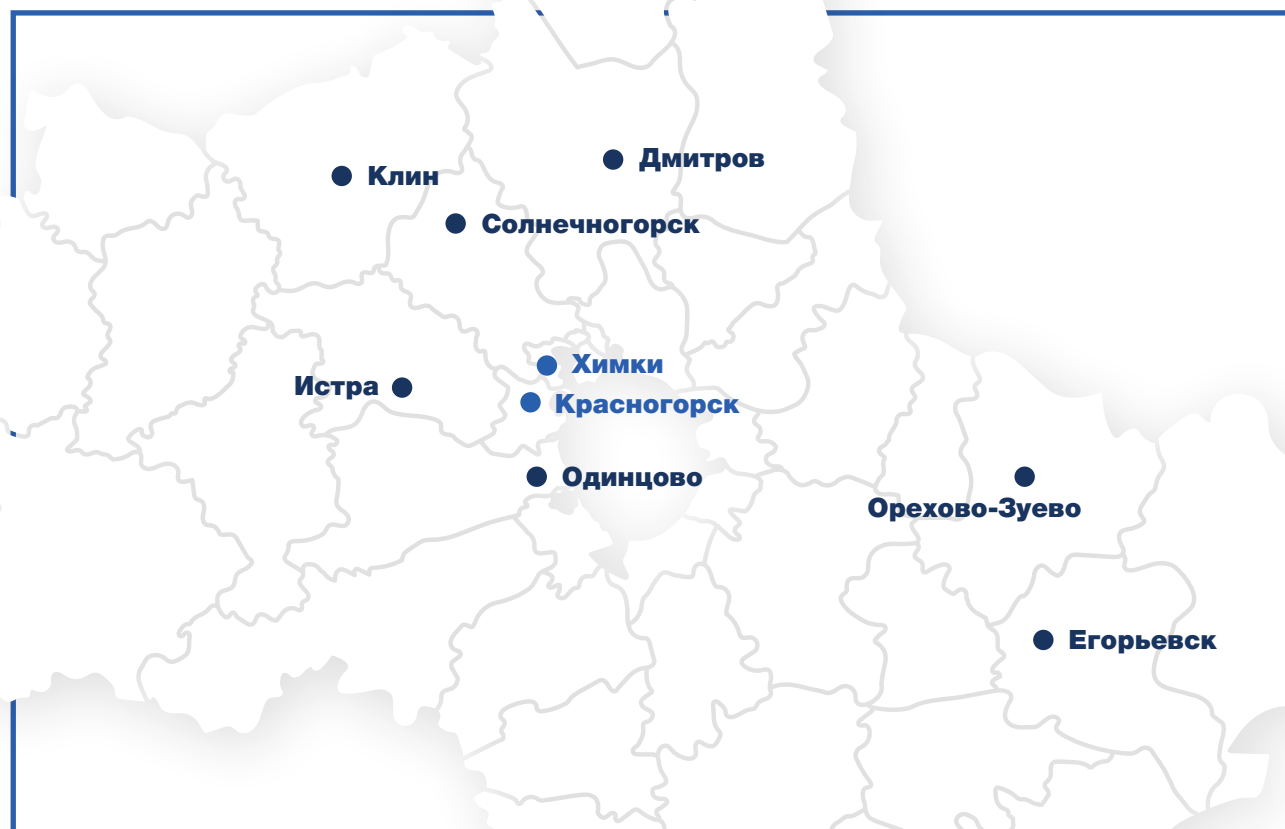 Дмитров
Клин
Солнечногорск
Химки
Истра
Красногорск
Одинцово
Орехово-Зуево
Егорьевск